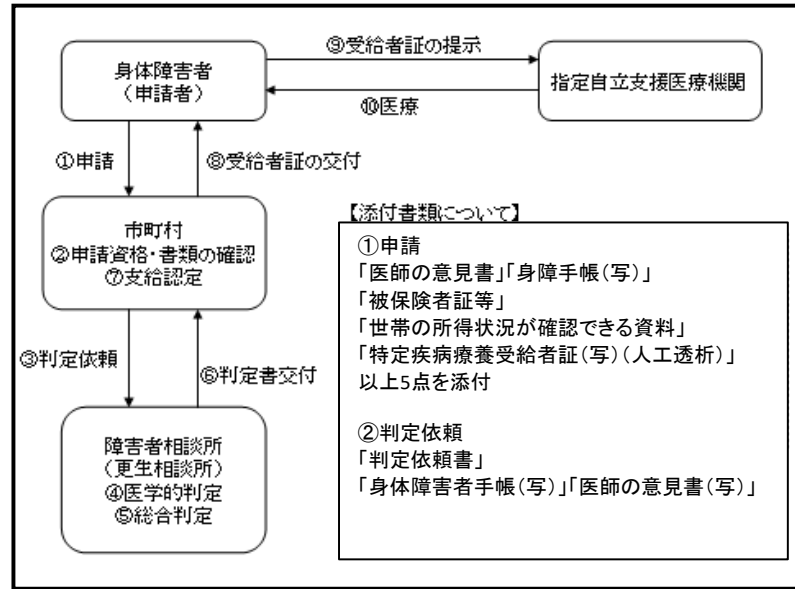 ⑨受給者証の提示
身体障害者
（申請者）
指定自立支援医療機関
⑩医療
①申請
⑧受給者証の交付
市町村
②申請資格・書類の確認
⑦支給認定
③判定依頼
⑥判定書交付
障害者相談所
（更生相談所）
④医学的判定
⑤総合判定
【添付書類について】
①申請
「医師の意見書」「身障手帳（写）」
「被保険者証等」
「世帯の所得状況が確認できる資料」
「特定疾病療養受給者証（写）（人工透析）」
以上5点を添付
②判定依頼
「判定依頼書」
「身体障害者手帳（写）」「医師の意見書（写）」